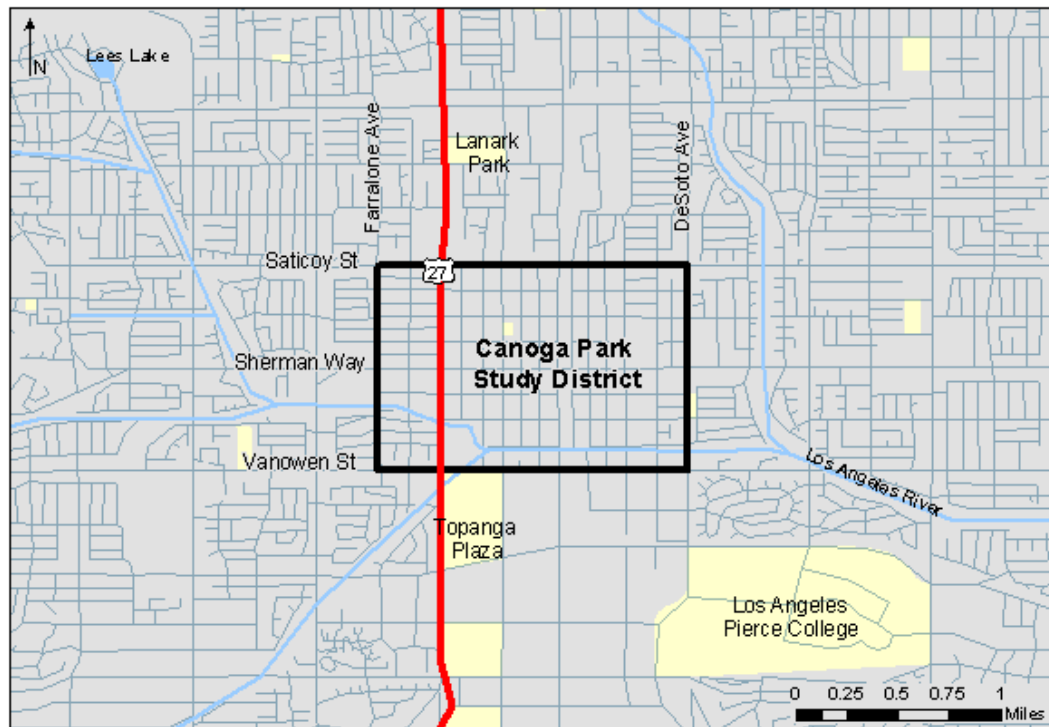 Lees Lake
N
Farralone Ave
Lanark
Park
DeSoto Ave
Saticoy St
27
Sherman Way
Canoga Park
Study District
Vanowen St
Los Angeles River
Topanga
Plaza
Los Angeles
Pierce College
0 0.25 0.5 0.75 1
Miles